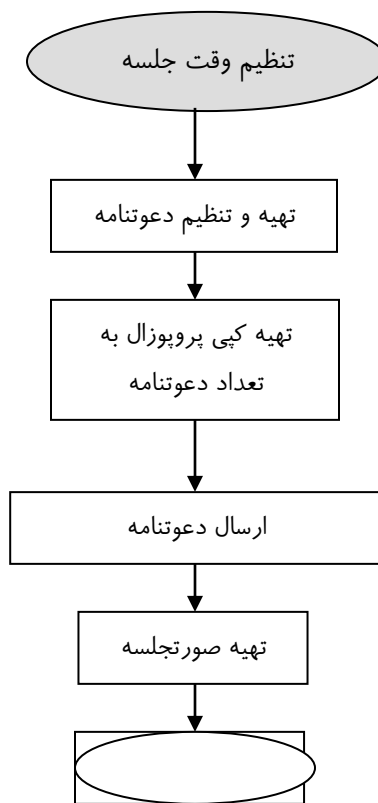 تنظیم وقت جلسه
تهیه و تنظیم دعوتنامه
تهیه کپی پروپوزال به
تعداد دعوتنامه
ارسال دعوتنامه
تهیه صورتجلسه